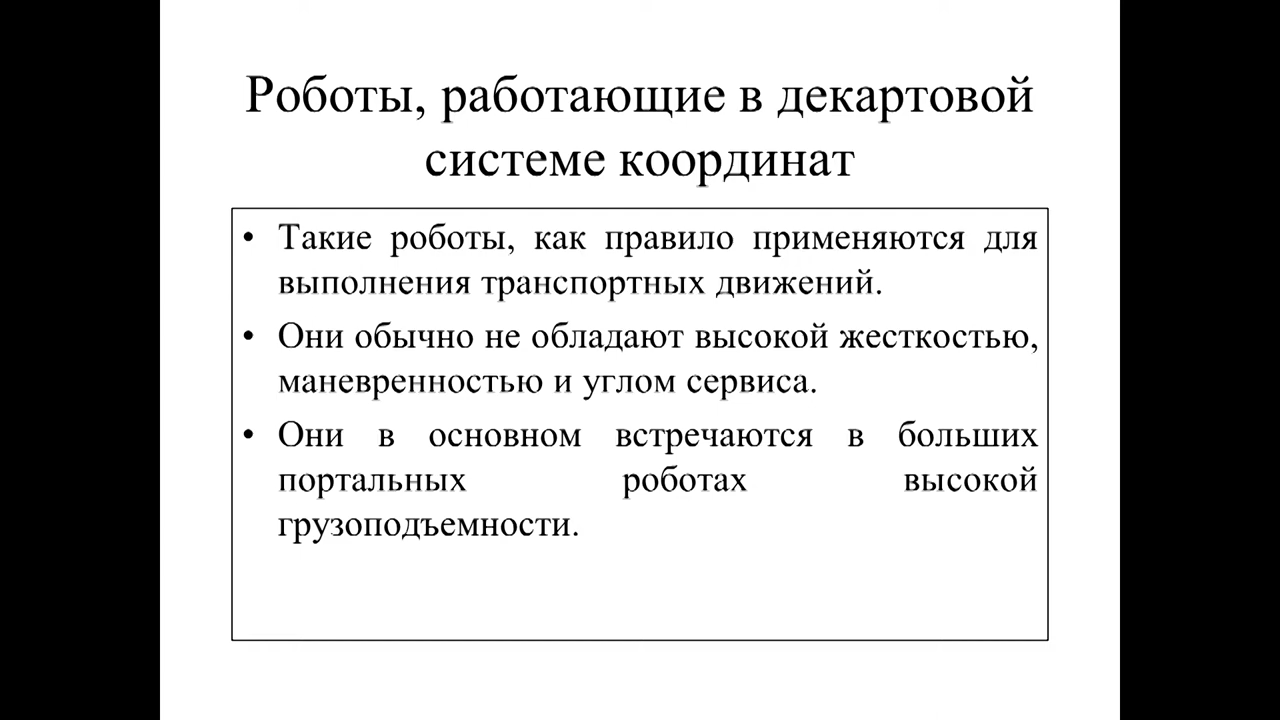 Роботы, работающие в декартовой
системе координат
• Такие роботы, как правило применяются для
выполнения транспортных движений.
• Они обычно не обладают высокой жесткостью,
маневренностью и углом сервиса.
• Они в основном встречаются в больших
портальных роботах высокой
грузоподъемности.